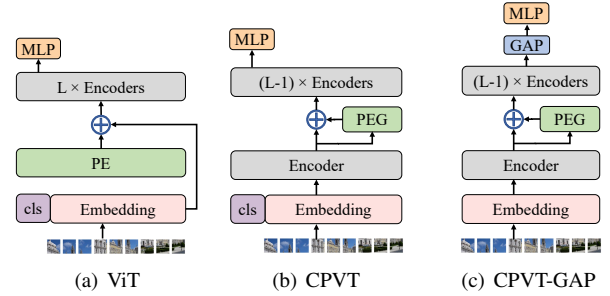 MLP
L × Encoders
PE
cls
Embedding
(a) ViT
MLP
(L-1) × Encoders
PEG
Encoder
cls
Embedding
(b) CPVT
MLP
GAP
(L-1) × Encoders
PEG
Encoder
Embedding
(c) CPVT-GAP